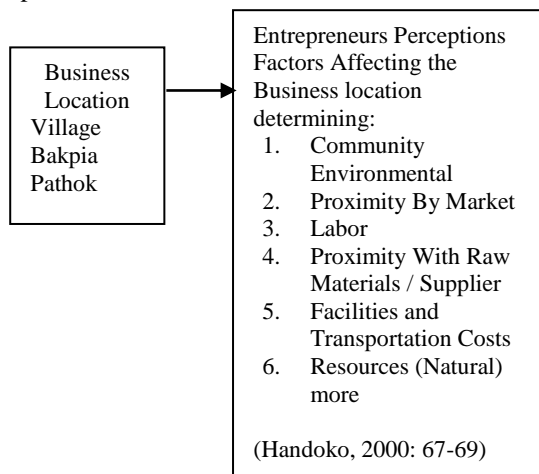 Business
Location
Village
Bakpia
Pathok
Entrepreneurs Perceptions
Factors Affecting the
Business location
determining:
1. Community
Environmental
2. Proximity By Market
3. Labor
4. Proximity With Raw
Materials / Supplier
5. Facilities and
Transportation Costs
6. Resources (Natural)
more
(Handoko, 2000: 67-69)